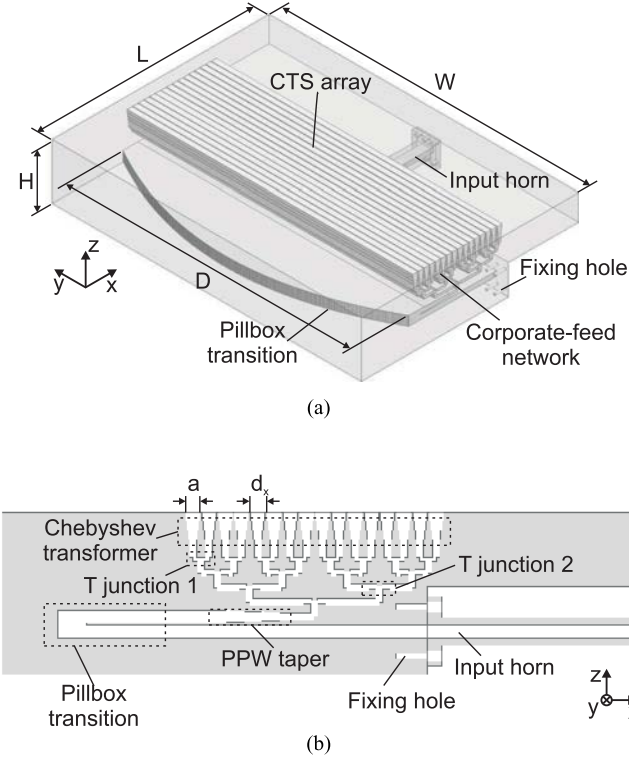 L
W
CTS array
Input horn
H
z
y
x
D
Fixing hole
Pillbox
transition
Corporate-feed
network
(a)
a
dx
Chebyshev
transformer
T junction 1
T junction 2
PPW taper
Input horn
Pillbox
transition
Fixing hole
z
y
(b)